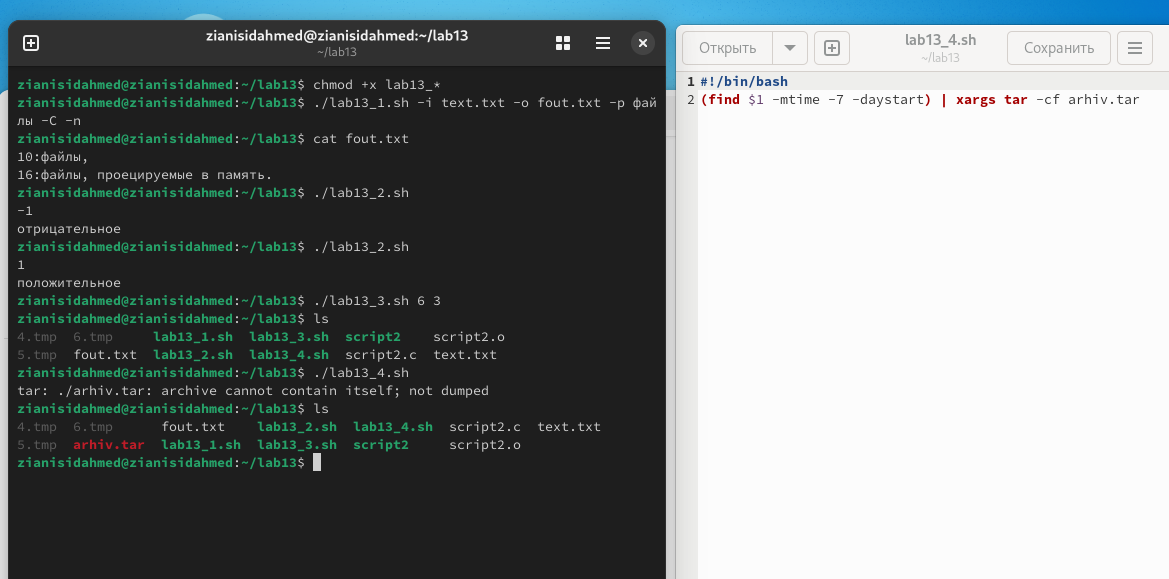 zianisidahmed@zianisidahmed:~/lab13
~/lab13
zianisidahmed@zianisidahmed:~/lab13$ chmod +x lab13_*
zianisidahmed@zianisidahmed:~/lab13$ ./lab13_1.sh -i text.txt -o fout.txt -p фай
лы -C -n
zianisidahmed@zianisidahmed:~/lab13$ cat fout.txt
10:файлы,
16:файлы, проецируемые в память.
zianisidahmed@zianisidahmed:~/lab13$ ./lab13_2.sh
-1
отрицательное
zianisidahmed@zianisidahmed:~/lab13$ ./lab13_2.sh
1
положительное
zianisidahmed@zianisidahmed:~/lab13$ ./lab13_3.sh 6 3
zianisidahmed@zianisidahmed:~/lab13$ ls
4.tmp  6.tmp     lab13_1.sh  lab13_3.sh  script2    script2.o
5.tmp  fout.txt  lab13_2.sh  lab13_4.sh  script2.c  text.txt
zianisidahmed@zianisidahmed:~/lab13$ ./lab13_4.sh
tar: ./arhiv.tar: archive cannot contain itself; not dumped
zianisidahmed@zianisidahmed:~/lab13$ ls
4.tmp  6.tmp      fout.txt    lab13_2.sh  lab13_4.sh  script2.c  text.txt
5.tmp  arhiv.tar  lab13_1.sh  lab13_3.sh  script2     script2.o
zianisidahmed@zianisidahmed:~/lab13$
Открыть
lab13_4.sh
~/lab13
Сохранить
1 #!/bin/bash
2 (find $1 -mtime -7 -daystart) | xargs tar -cf arhiv.tar